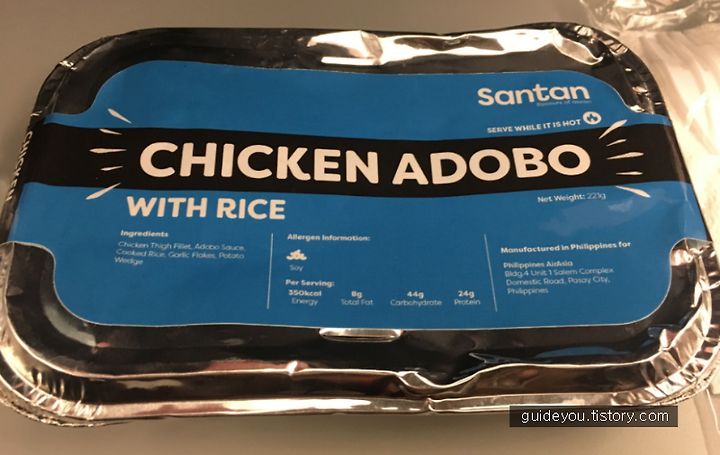 Santan
SERVE WHILE IT IS HOT
CHICKEN ADOBO
WITH RICE
Net Weight: 221g
Ingredients
Chicken Thigh Fillet, Adobo Sauce,
Cooked Rice, Garlic Flakes, Potato
Wedge
Allergen Information:
Soy
Per Serving:
350kcal 8g 44g 24g
Energy Total Fat Carbohydrate Protein
Manufactured in Philippines for
Philippines AirAsia
Bldg.4 Unit 1 Salem Complex
Domestic Road, Pasay City,
Philippines
guideyou.tistory.com